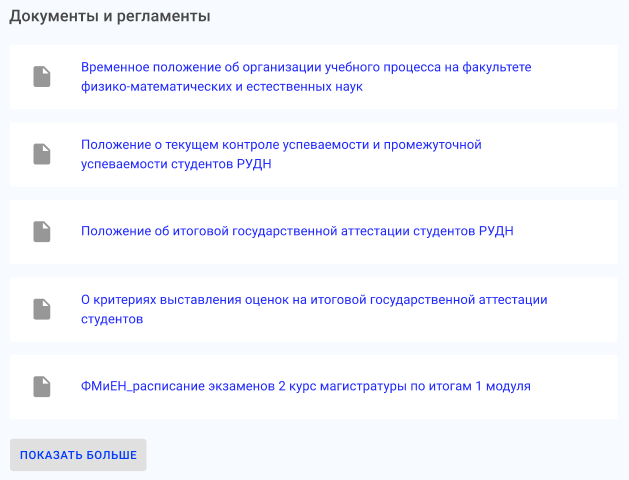 Документы и регламенты
Временное положение об организации учебного процесса на факультете
физико-математических и естественных наук
Положение о текущем контроле успеваемости и промежуточной
успеваемости студентов РУДН
Положение об итоговой государственной аттестации студентов РУДН
О критериях выставления оценок на итоговой государственной аттестации
студентов
ФМиЕН_расписание экзаменов 2 курс магистратуры по итогам 1 модуля
ПОКАЗАТЬ БОЛЬШЕ